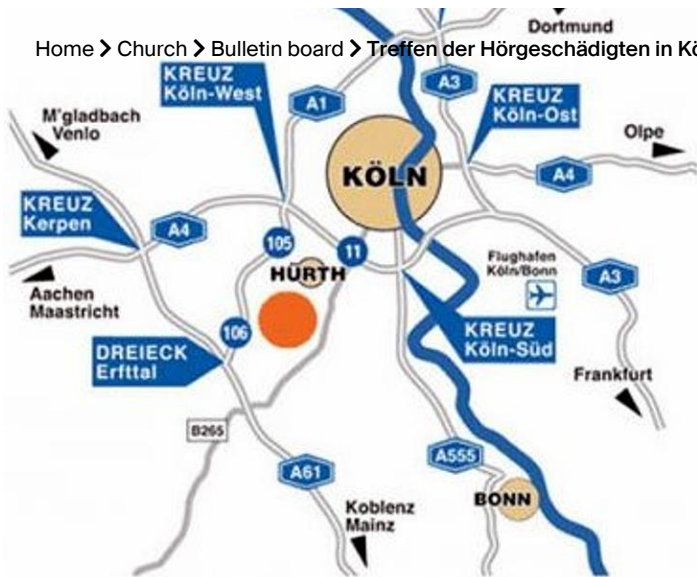 Dortmund
Home > Church > Bulletin board > Treffen der Hörgeschädigten in Kö
KREUZ
Köln-West
A1
A3
KREUZ
Köln-Ost
M'gladbach
Venlo
Olpe
KÖLN
A4
KREUZ
Kerpen
A4
105
11
HÜRTH
Flughafen
Köln/Bonn
A3
Aachen
Maastricht
106
KREUZ
Köln-Süd
DREIECK
Erfttal
Frankfurt
B265
A555
A61
BONN
Koblenz
Mainz